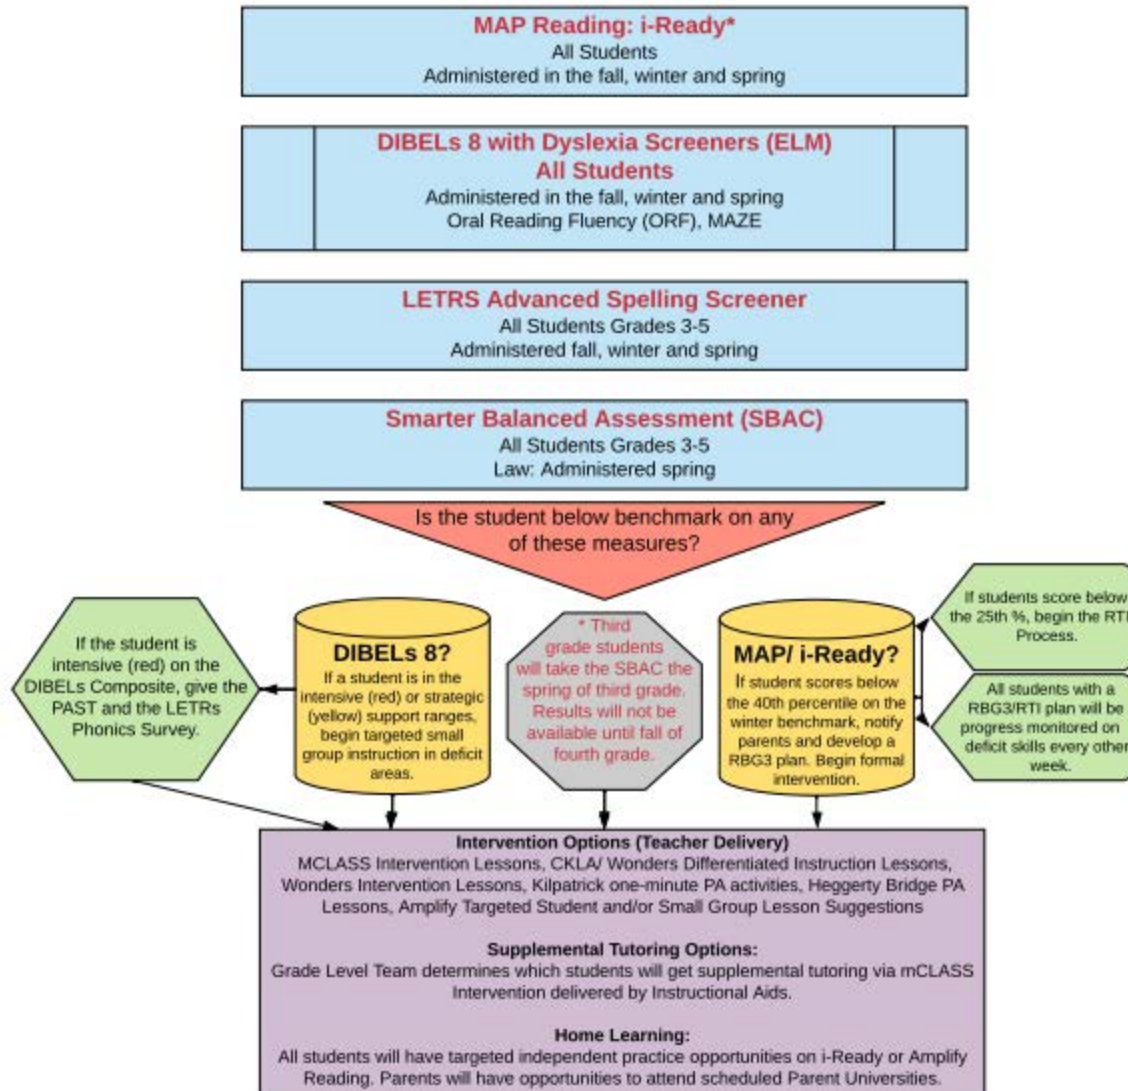 MAP Reading: i-Ready*
All Students
Administered in the fall, winter and spring
DIBELs 8 with Dyslexia Screeners (ELM)
All Students
Administered in the fall, winter and spring
Oral Reading Fluency (ORF), MAZE
LETRS Advanced Spelling Screener
All Students Grades 3-5
Administered fall, winter and spring
Smarter Balanced Assessment (SBAC)
All Students Grades 3-5
Law: Administered spring
Is the student below benchmark on any
of these measures?
If the student is
intensive (red) on the
DIBELs Composite, give the
PAST and the LETRs
Phonics Survey.
DIBELs 8?
If a student is in the
intensive (red) or strategic
(yellow) support ranges,
begin targeted small
group instruction in deficit
areas.
* Third
grade students
will take the SBAC the
spring of third grade.
Results will not be
available until fall of
fourth grade.
MAP/ i-Ready?
If student scores below
the 40th percentile on the
winter benchmark, notify
parents and develop a
RBG3 plan. Begin formal
intervention.
If students score below
the 25th %, begin the RTI
Process.
All students with a
RBG3/RTI plan will be
progress monitored on
deficit skills every other
week.
Intervention Options (Teacher Delivery)
MCLASS Intervention Lessons, CKLA/ Wonders Differentiated Instruction Lessons,
Wonders Intervention Lessons, Kilpatrick one-minute PA activities, Heggerty Bridge PA
Lessons, Amplify Targeted Student and/or Small Group Lesson Suggestions
Supplemental Tutoring Options:
Grade Level Team determines which students will get supplemental tutoring via mCLASS
Intervention delivered by Instructional Aids.
Home Learning:
All students will have targeted independent practice opportunities on i-Ready or Amplify
Reading. Parents will have opportunities to attend scheduled Parent Universities.